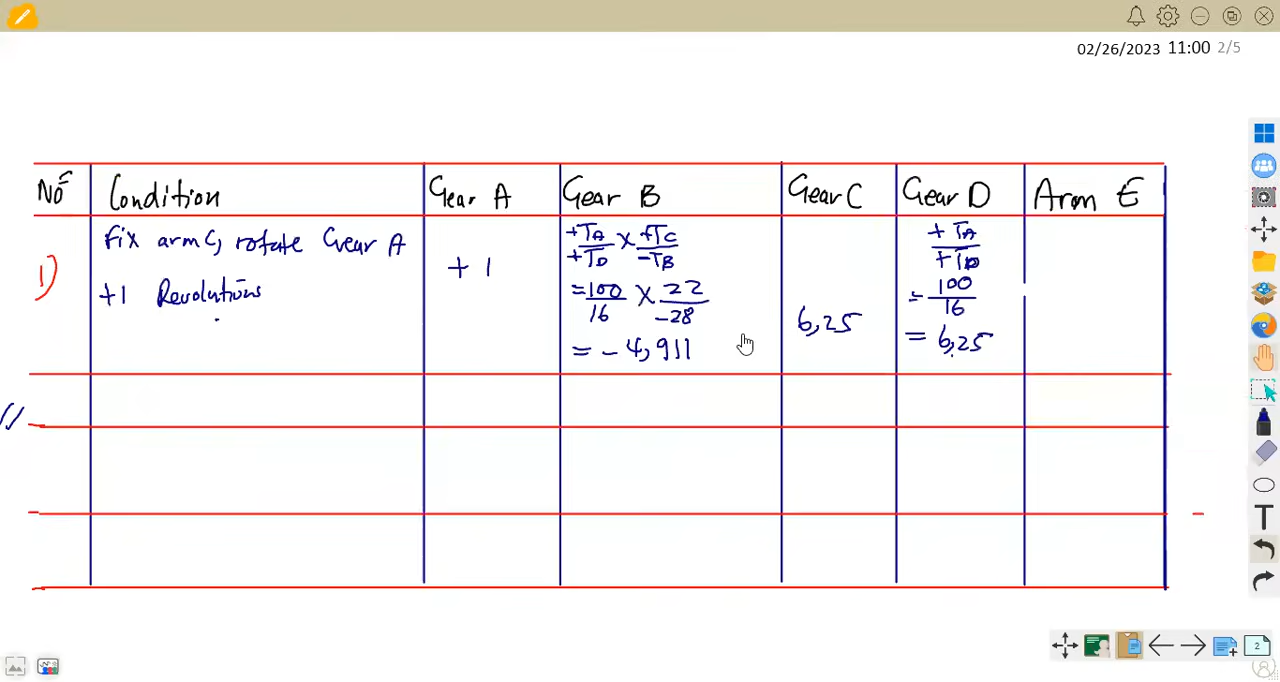 02/26/2023 11:00 2/5
No Condition Gear A Gear B Gear C Gear D Arm E
1) Fix arm C, rotate Gear A
+1 Revolutions
+ 1
+TA/+TD × +TC/-TB
= 100/16 × 22/-28
= - 4,911
6,25
+ TA/+TD
= 100/16
= 6,25
T
2